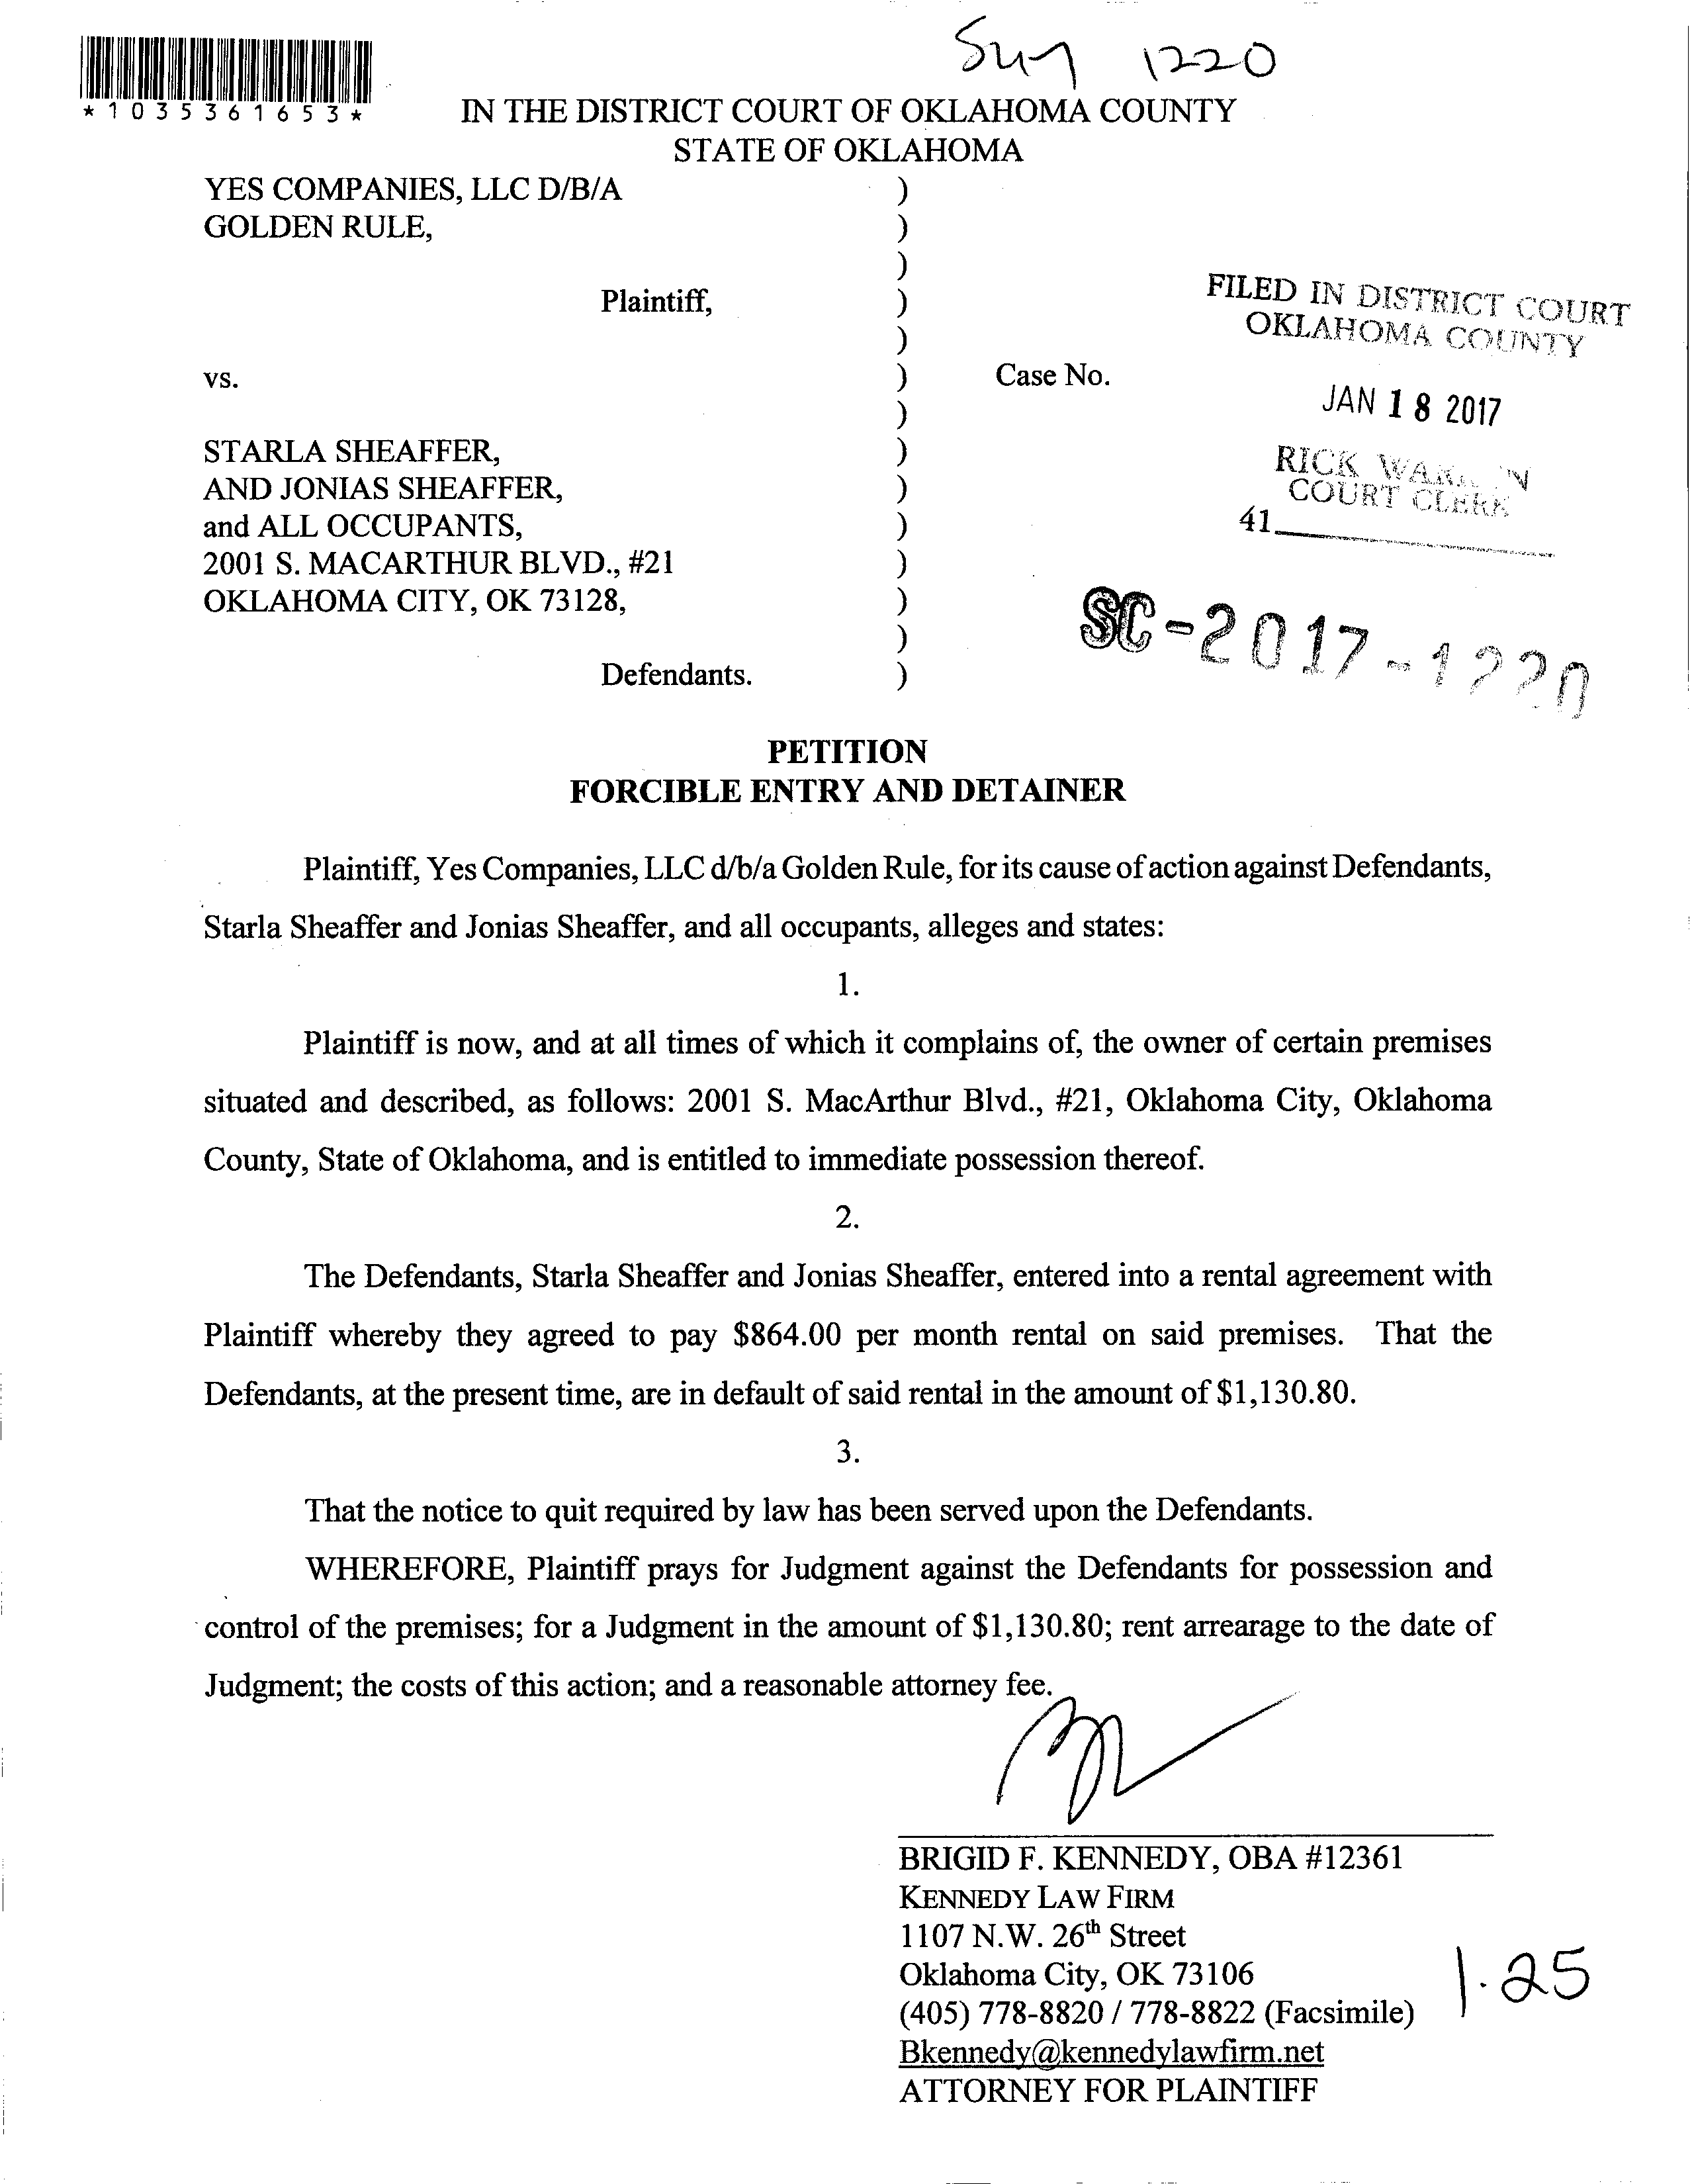 1220
*1035361653*
IN THE DISTRICT COURT OF OKLAHOMA COUNTY
STATE OF OKLAHOMA
YES COMPANIES, LLC D/B/A )
GOLDEN RULE, )
)
Plaintiff, )
)
vs. ) Case No.
)
STARLA SHEAFFER, )
AND JONIAS SHEAFFER, )
and ALL OCCUPANTS, )
2001 S. MACARTHUR BLVD., #21 )
OKLAHOMA CITY, OK 73128, )
)
Defendants. )
FILED IN DISTRICT COURT
OKLAHOMA COUNTY
JAN 18 2017
RICK
COURT CLERK
41
SC-2017-1220
PETITION
FORCIBLE ENTRY AND DETAINER
Plaintiff, Yes Companies, LLC d/b/a Golden Rule, for its cause of action against Defendants,
Starla Sheaffer and Jonias Sheaffer, and all occupants, alleges and states:
1.
Plaintiff is now, and at all times of which it complains of, the owner of certain premises
situated and described, as follows: 2001 S. MacArthur Blvd., #21, Oklahoma City, Oklahoma
County, State of Oklahoma, and is entitled to immediate possession thereof.
2.
The Defendants, Starla Sheaffer and Jonias Sheaffer, entered into a rental agreement with
Plaintiff whereby they agreed to pay $864.00 per month rental on said premises. That the
Defendants, at the present time, are in default of said rental in the amount of $1,130.80.
3.
That the notice to quit required by law has been served upon the Defendants.
WHEREFORE, Plaintiff prays for Judgment against the Defendants for possession and
control of the premises; for a Judgment in the amount of $1,130.80; rent arrearage to the date of
Judgment; the costs of this action; and a reasonable attorney fee.
BRIGID F. KENNEDY, OBA #12361
KENNEDY LAW FIRM
1107 N.W. 26th Street
Oklahoma City, OK 73106
(405) 778-8820 / 778-8822 (Facsimile)
Bkennedy@kennedylawfirm.net
ATTORNEY FOR PLAINTIFF
1.25